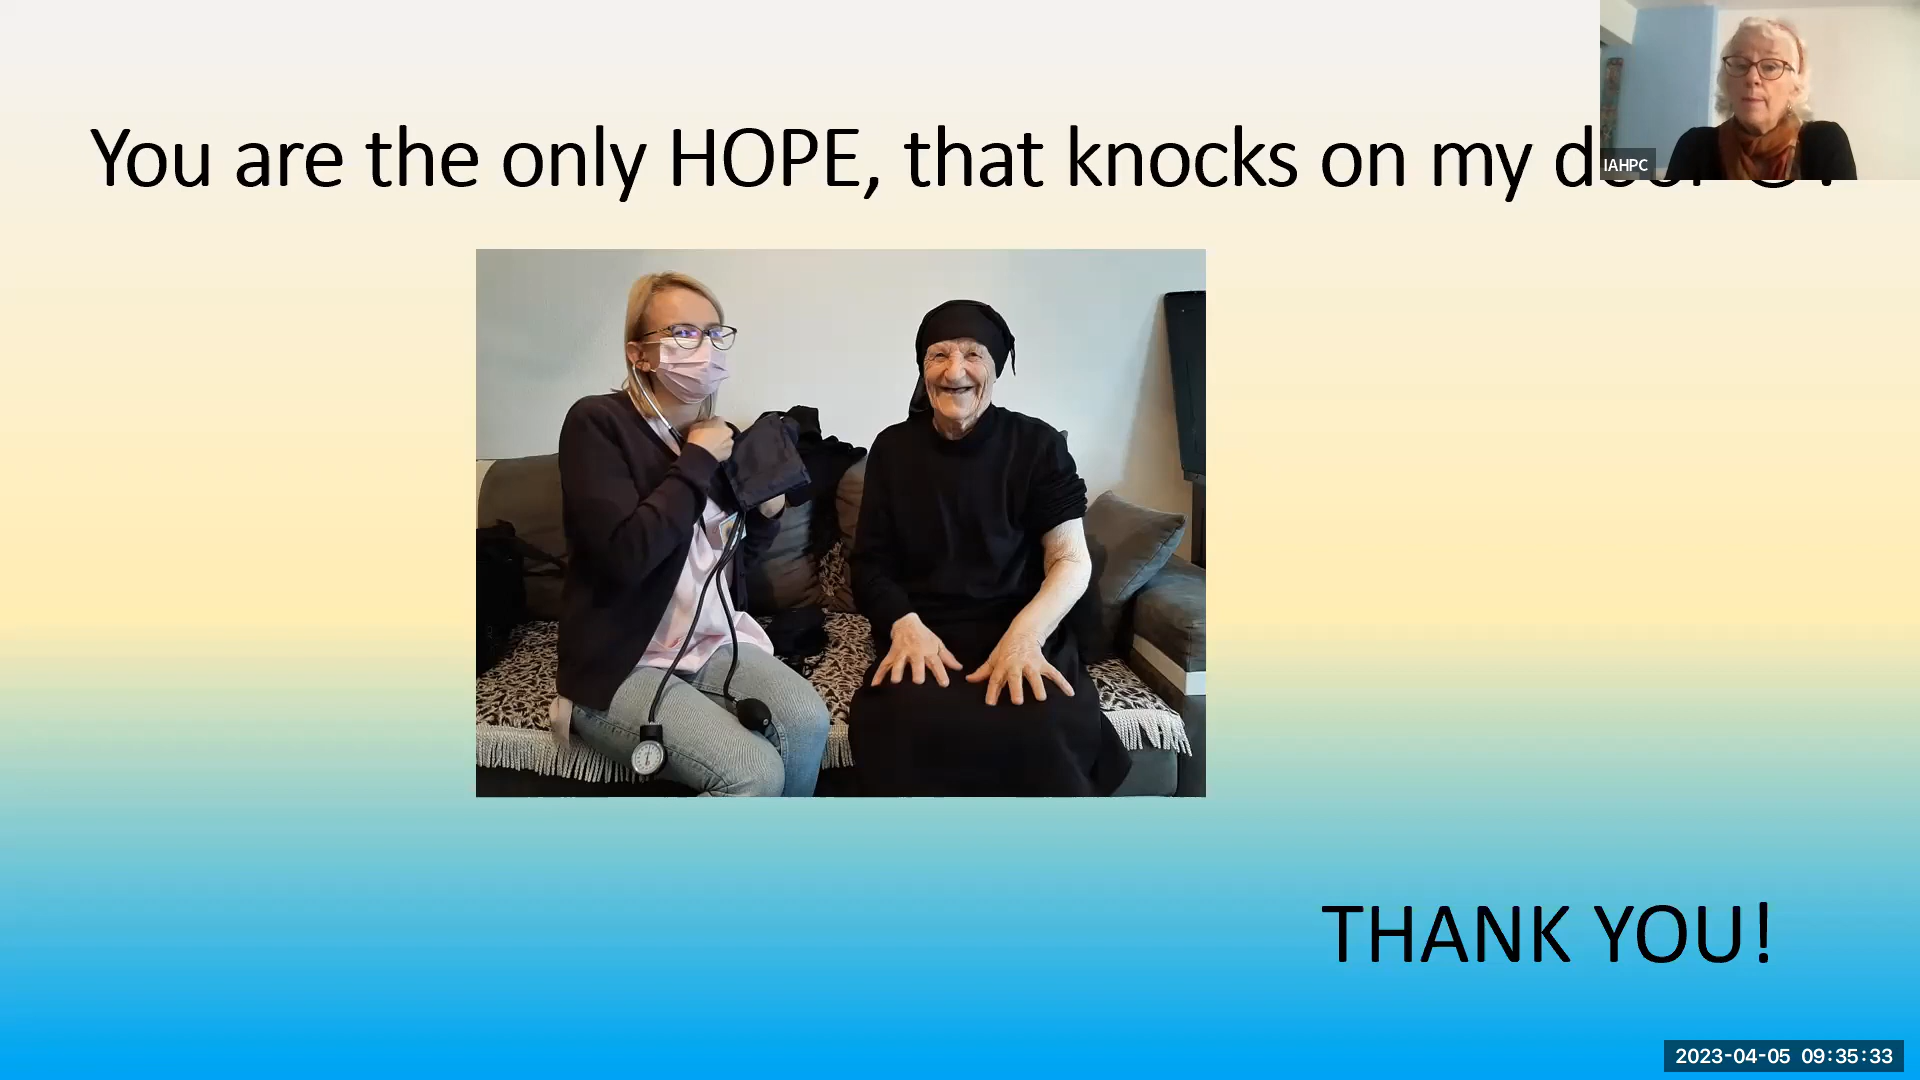 You are the only HOPE, that knocks on my
IAHPC
THANK YOU!
2023-04-05 09:35:33